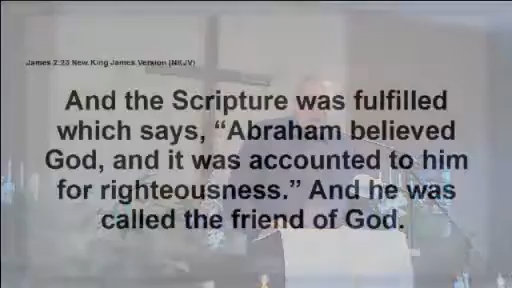 James 2:23 New King James Version (NKJV)
And the Scripture was fulfilled
which says, “Abraham believed
God, and it was accounted to him
for righteousness.” And he was
called the friend of God.